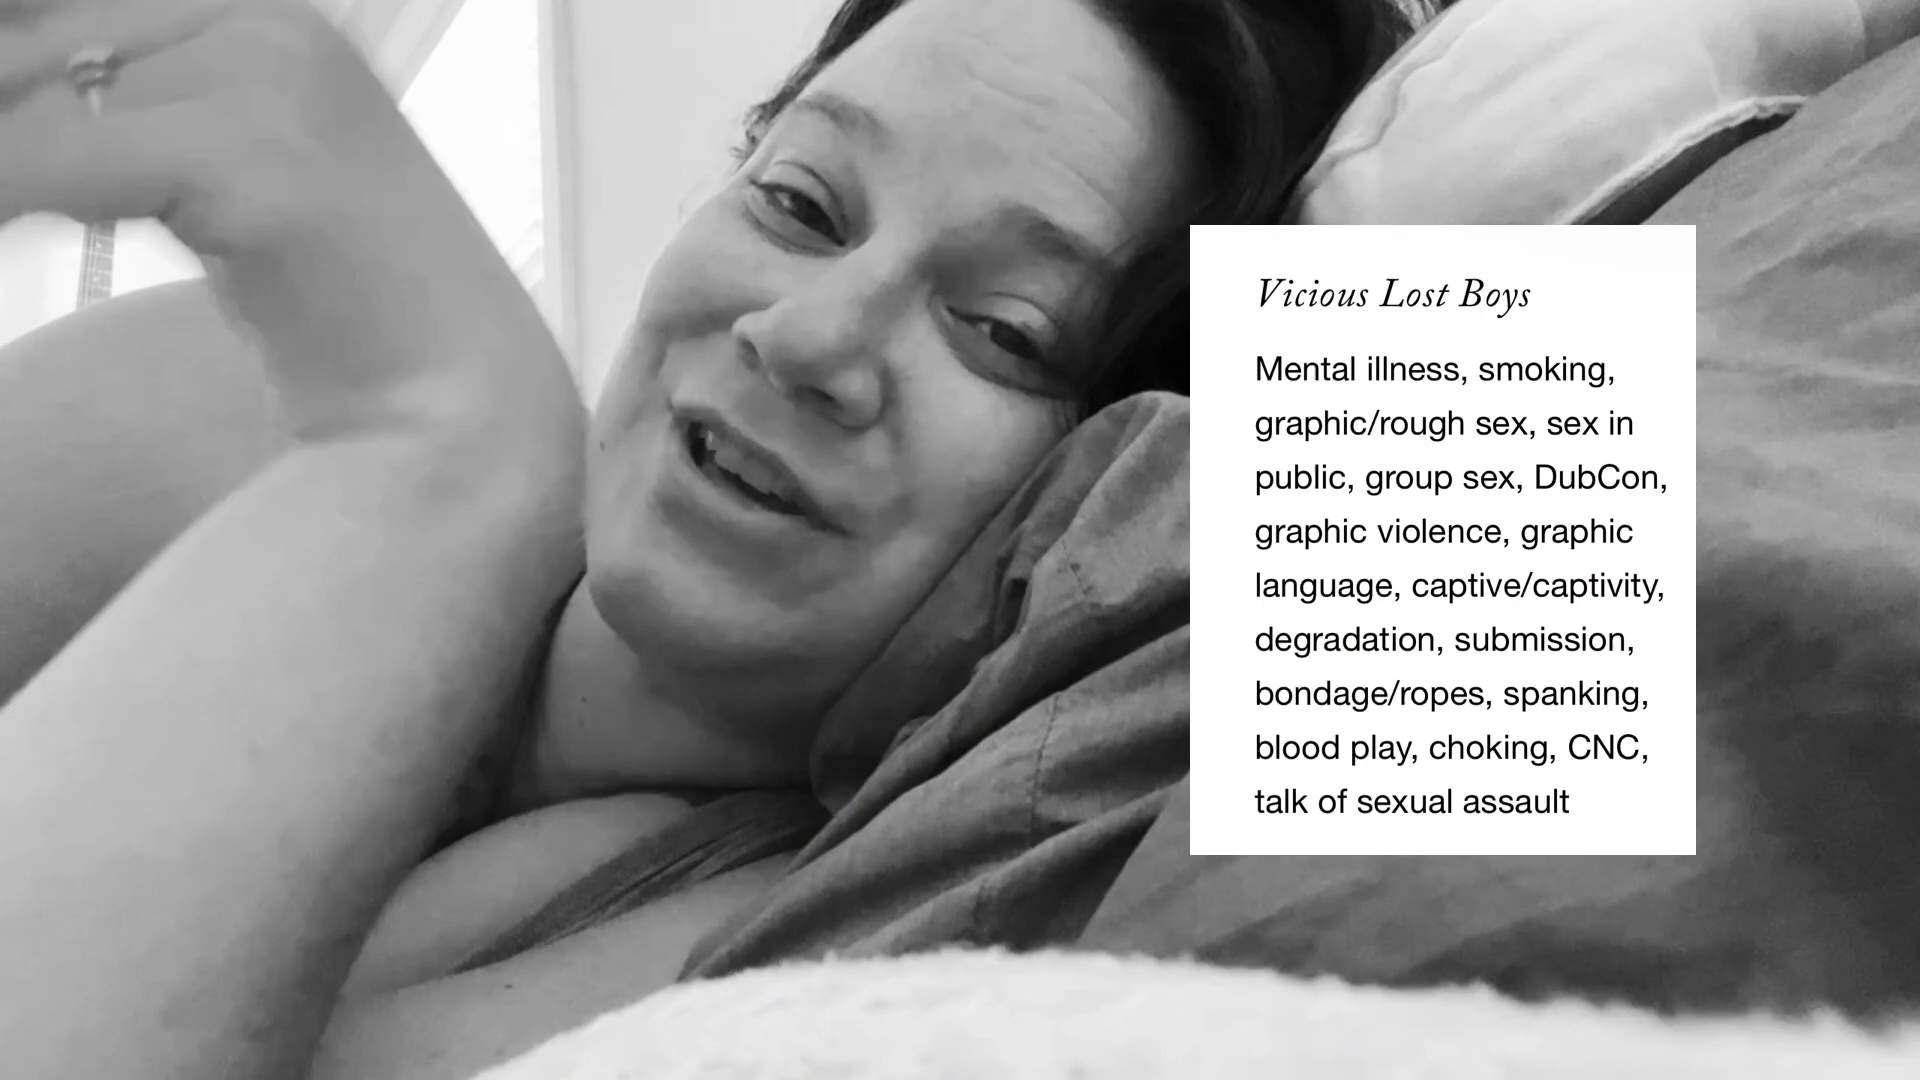 Vicious Lost Boys
Mental illness, smoking,
graphic/rough sex, sex in
public, group sex, DubCon,
graphic violence, graphic
language, captive/captivity,
degradation, submission,
bondage/ropes, spanking,
blood play, choking, CNC,
talk of sexual assault